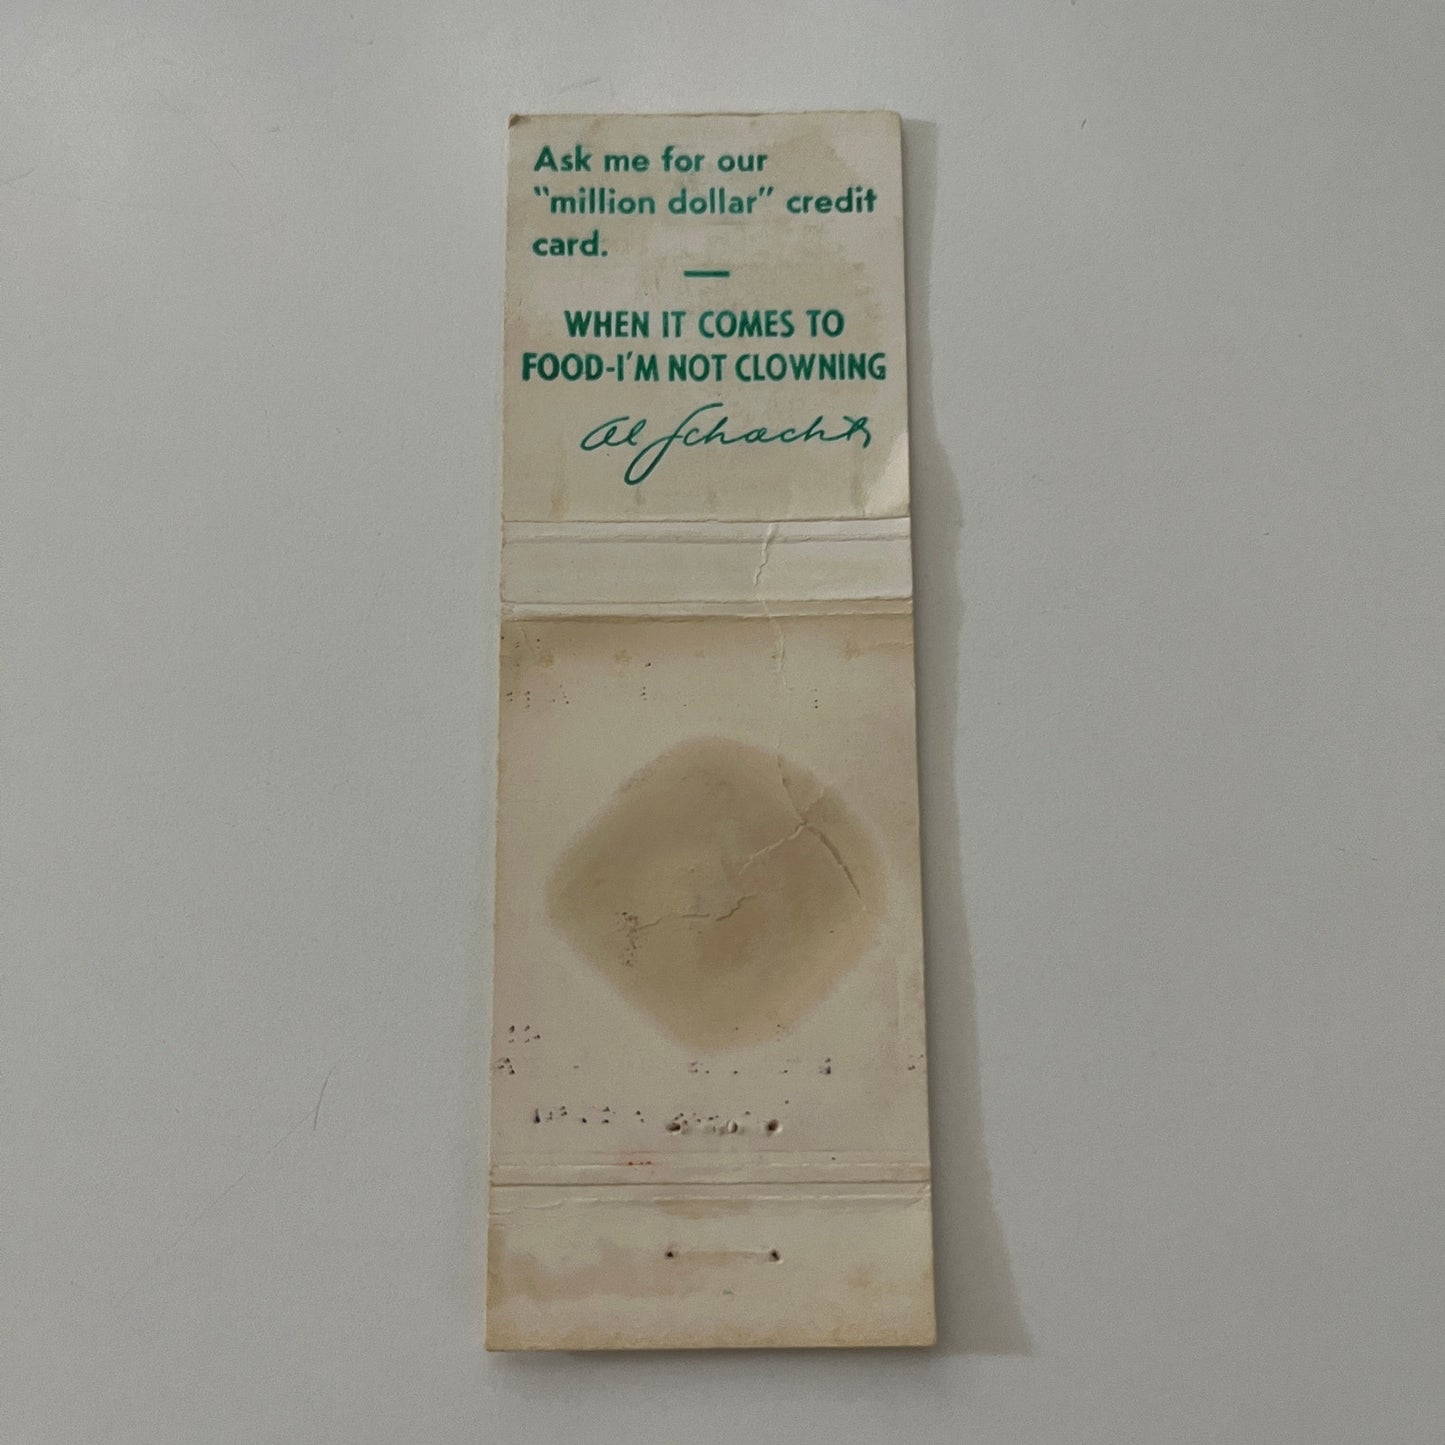 Ask me for our
"million dollar" credit
card.
WHEN IT COMES TO
FOOD-I'M NOT CLOWNING
Al Schacht